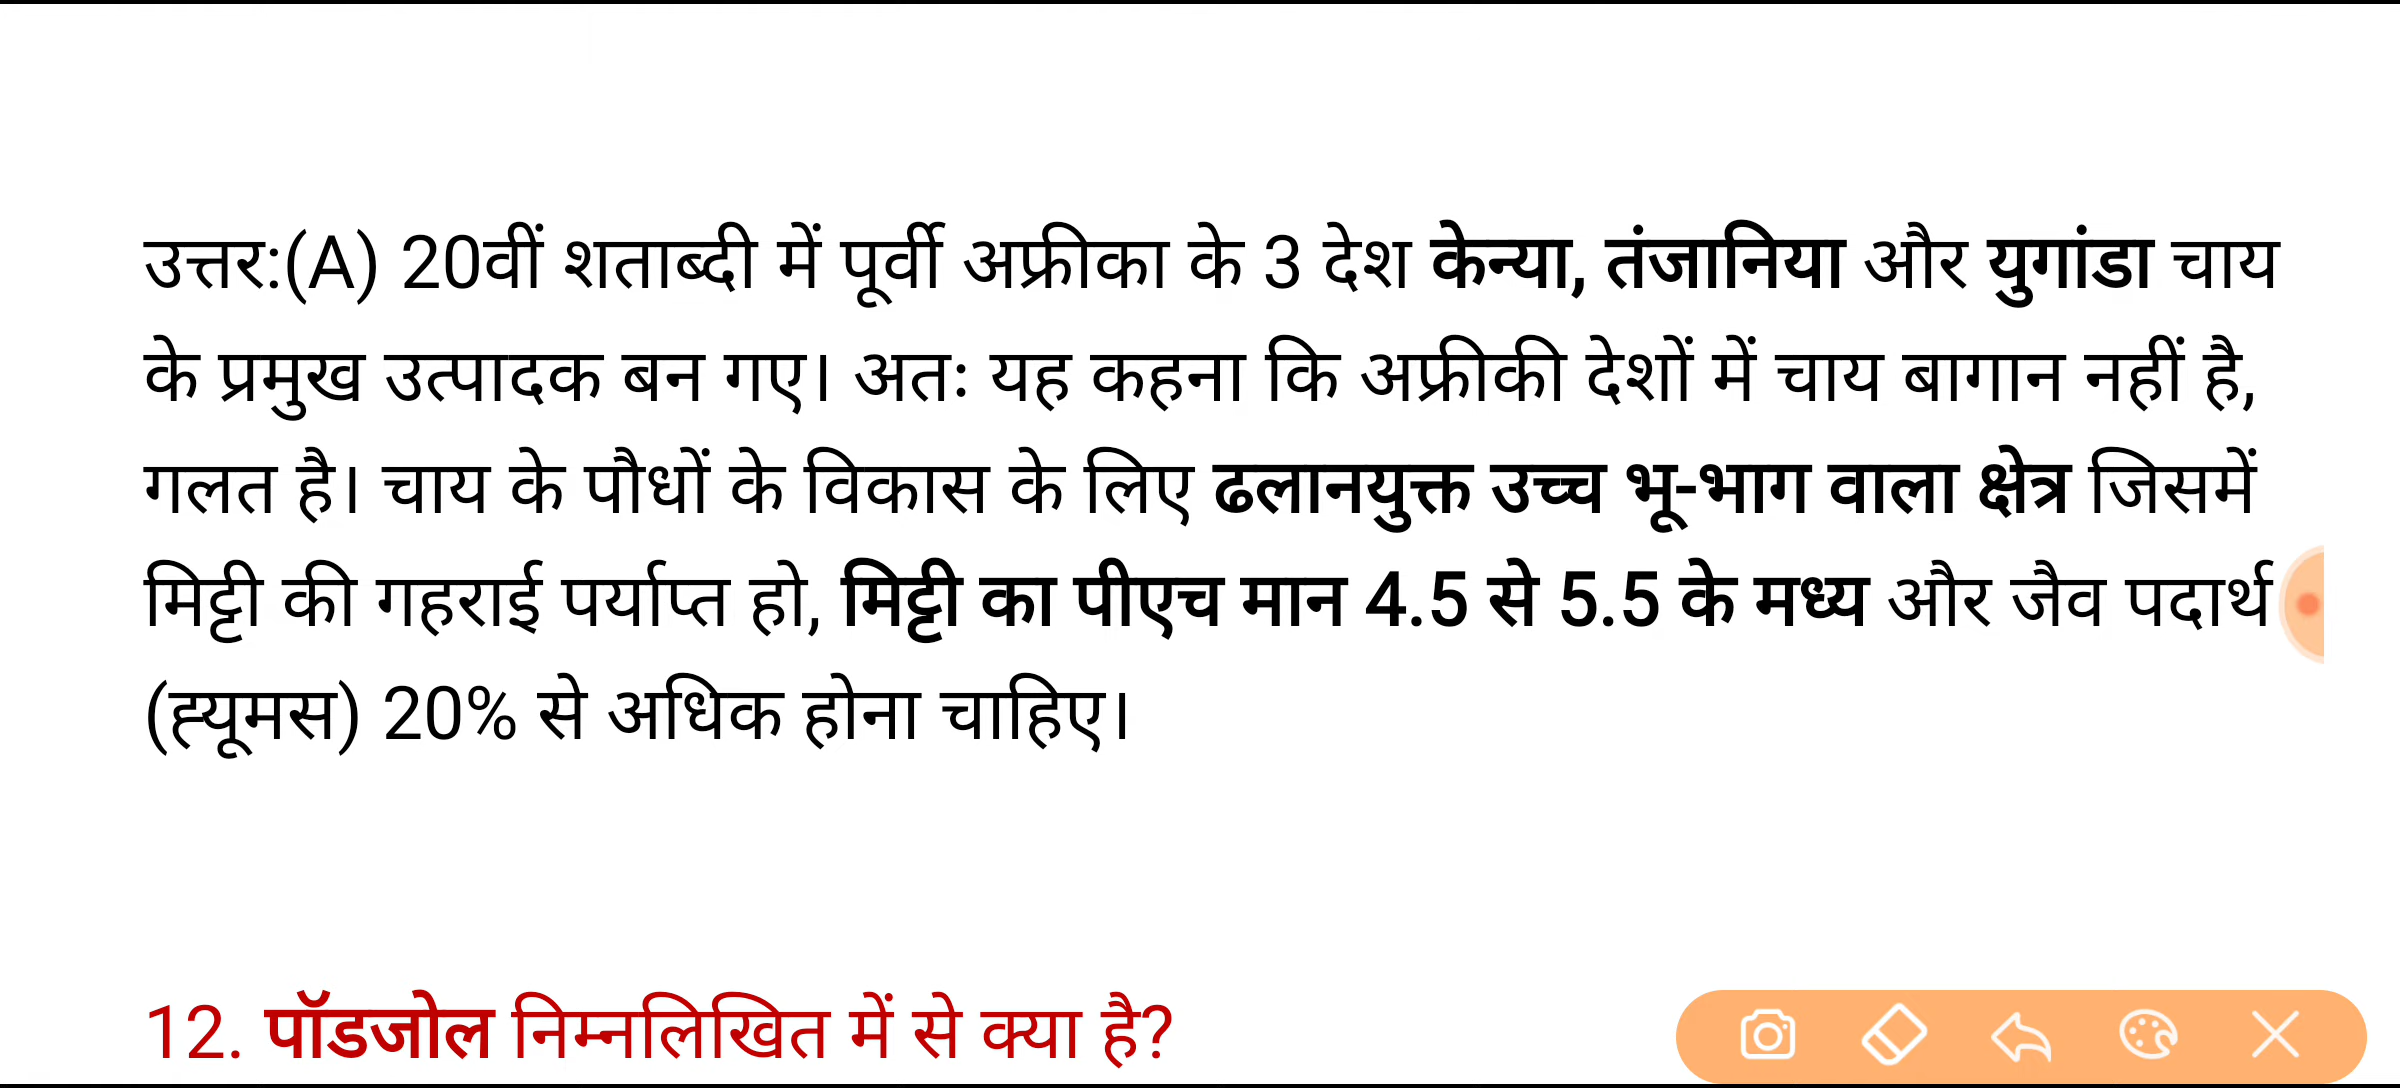 उत्तर:(A) 20वीं शताब्दी में पूर्वी अफ्रीका के 3 देश केन्या, तंजानिया और युगांडा चाय
के प्रमुख उत्पादक बन गए। अतः यह कहना कि अफ्रीकी देशों में चाय बागान नहीं है,
गलत है। चाय के पौधों के विकास के लिए ढलानयुक्त उच्च भू-भाग वाला क्षेत्र जिसमें
मिट्टी की गहराई पर्याप्त हो, मिट्टी का पीएच मान 4.5 से 5.5 के मध्य और जैव पदार्थ
(ह्यूमस) 20% से अधिक होना चाहिए।
12. पॉडजोल निम्नलिखित में से क्या है?